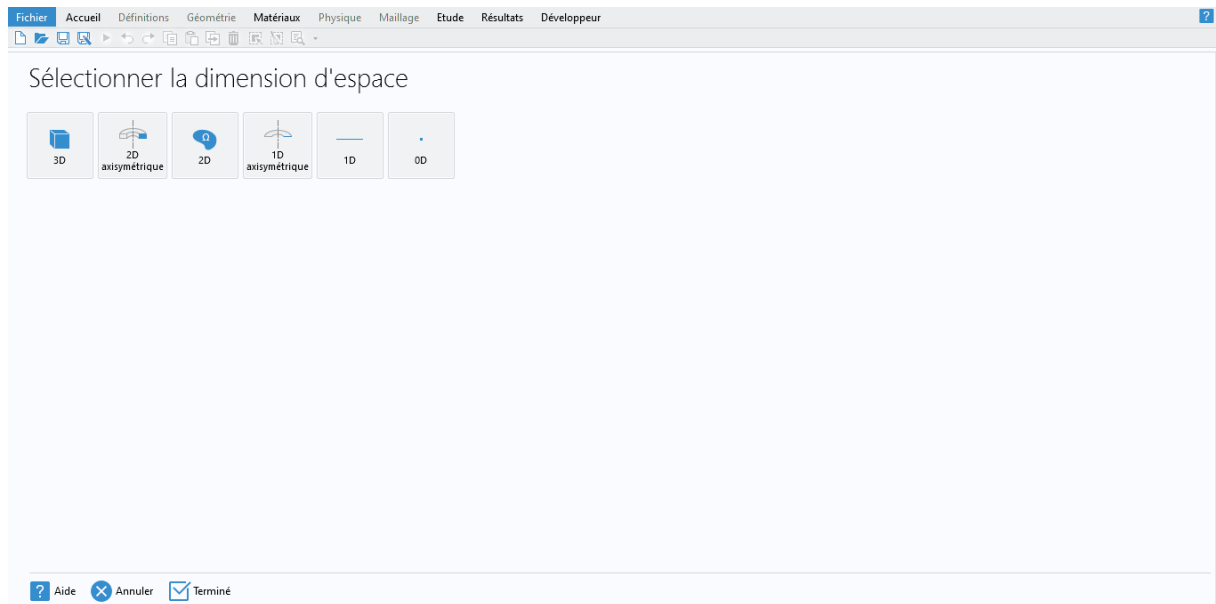 Fichier Accueil Définitions Géométrie Matériaux Physique Maillage Etude Résultats Développeur ?
Sélectionner la dimension d'espace
Ω
3D 2D axisymétrique 2D 1D axisymétrique 1D 0D
? Aide Annuler Terminé